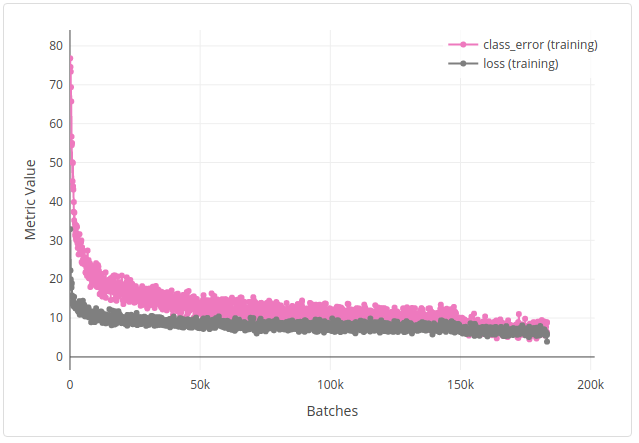 80
70
60
50
40
30
20
10
0
Metric Value
class_error (training)
loss (training)
0
50k
100k
150k
200k
Batches